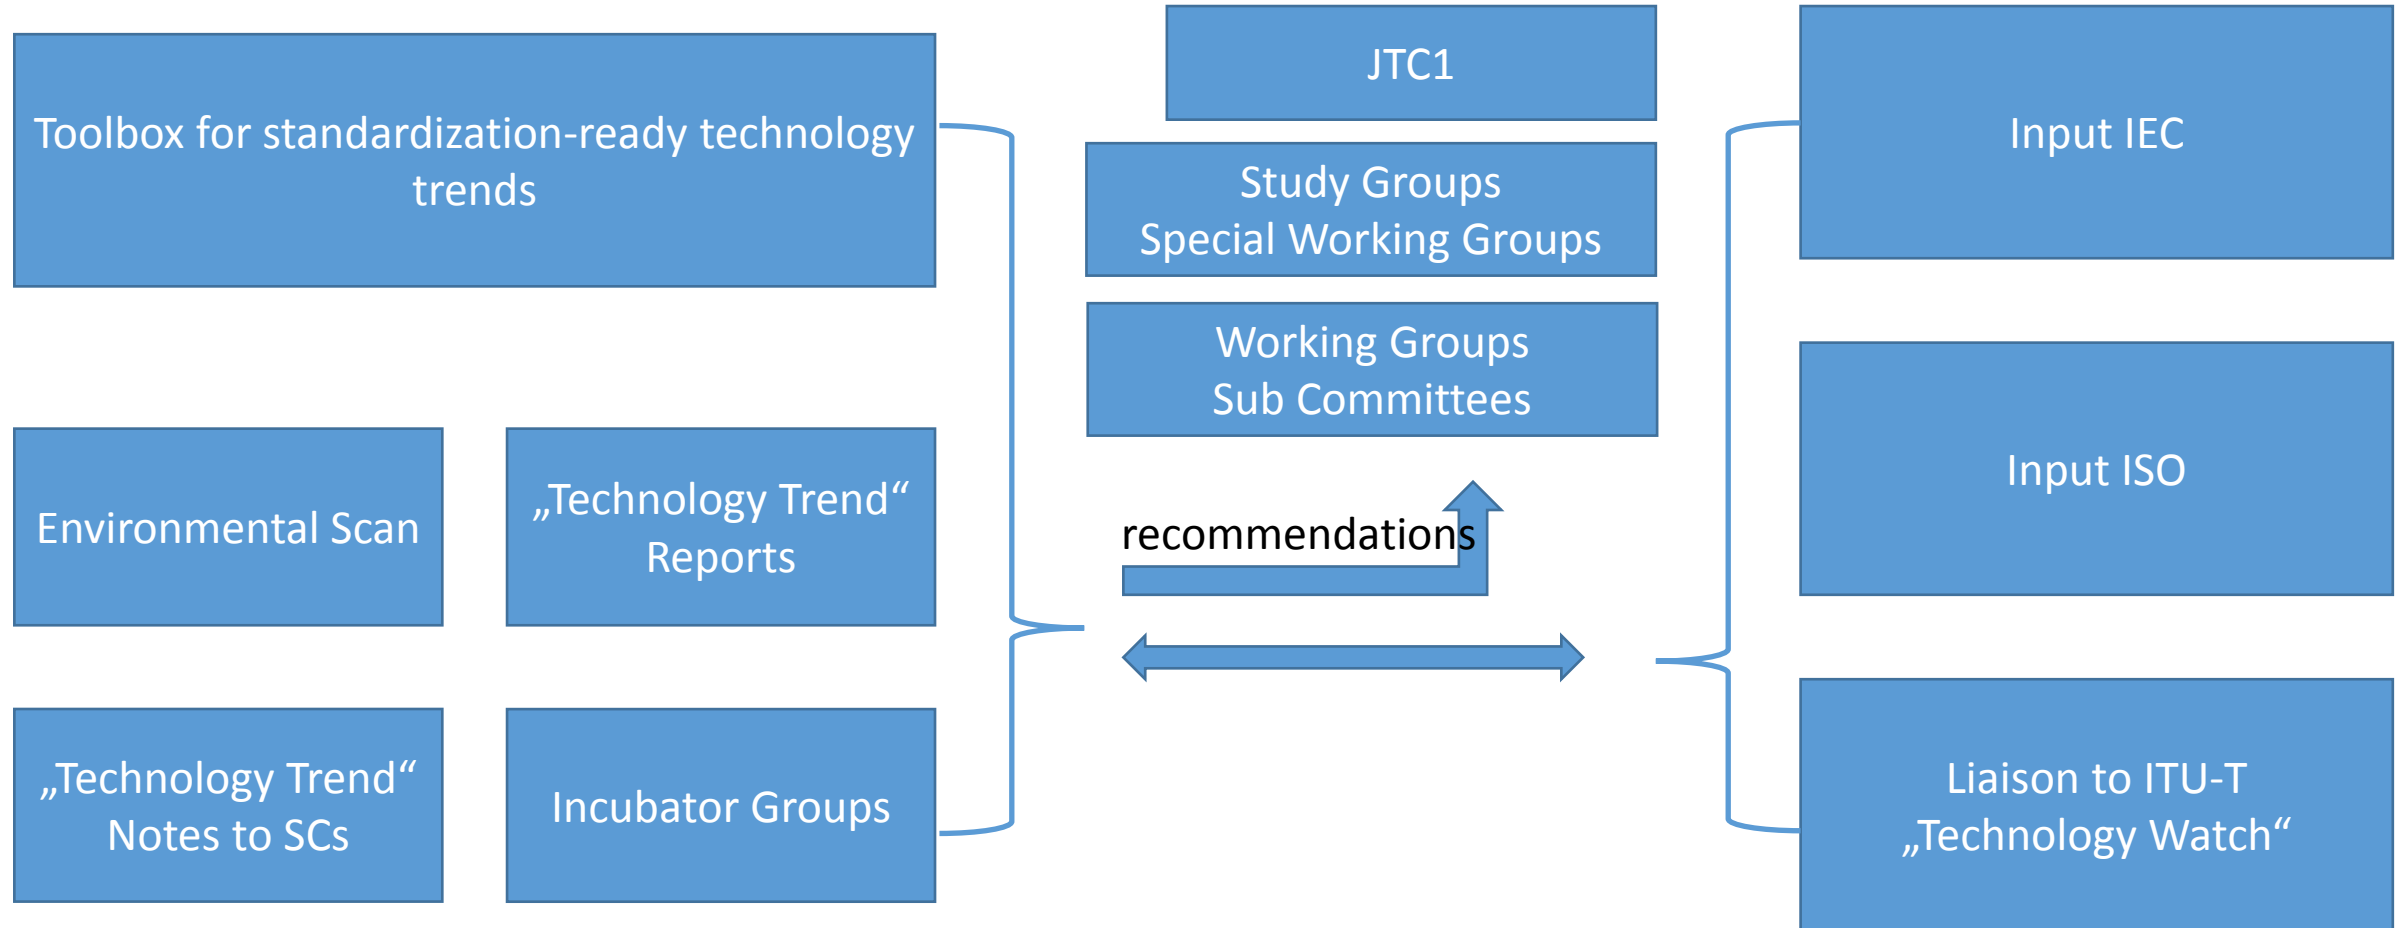 Toolbox for standardization-ready technology
trends
Environmental Scan
„Technology Trend“
Reports
„Technology Trend“
Notes to SCs
Incubator Groups
JTC1
Study Groups
Special Working Groups
Working Groups
Sub Committees
recommendations
Input IEC
Input ISO
Liaison to ITU-T
„Technology Watch“